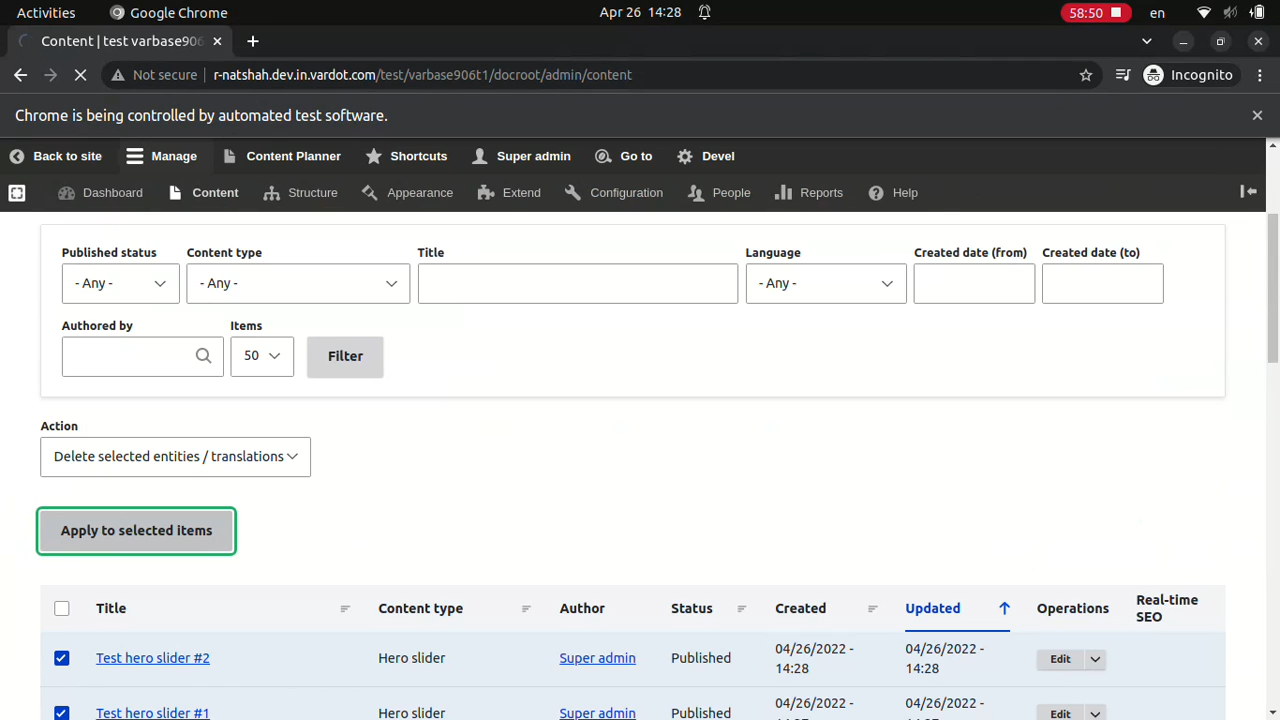 Activities Google Chrome Apr 26 14:28 58:50 en
Content | test varbase906
Not secure r-natshah.dev.in.vardot.com/test/varbase906t1/docroot/admin/content Incognito
Chrome is being controlled by automated test software.
Back to site Manage Content Planner Shortcuts Super admin Go to Devel
Dashboard Content Structure Appearance Extend Configuration People Reports Help
Published status Content type Title Language Created date (from) Created date (to)
- Any - - Any - - Any -
Authored by Items
50 Filter
Action
Delete selected entities / translations
Apply to selected items
Title Content type Author Status Created Updated Operations Real-time
SEO
Test hero slider #2 Hero slider Super admin Published 04/26/2022 -
14:28 04/26/2022 -
14:28 Edit
Test hero slider #1 Hero slider Super admin Published 04/26/2022 - 04/26/2022 - Edit